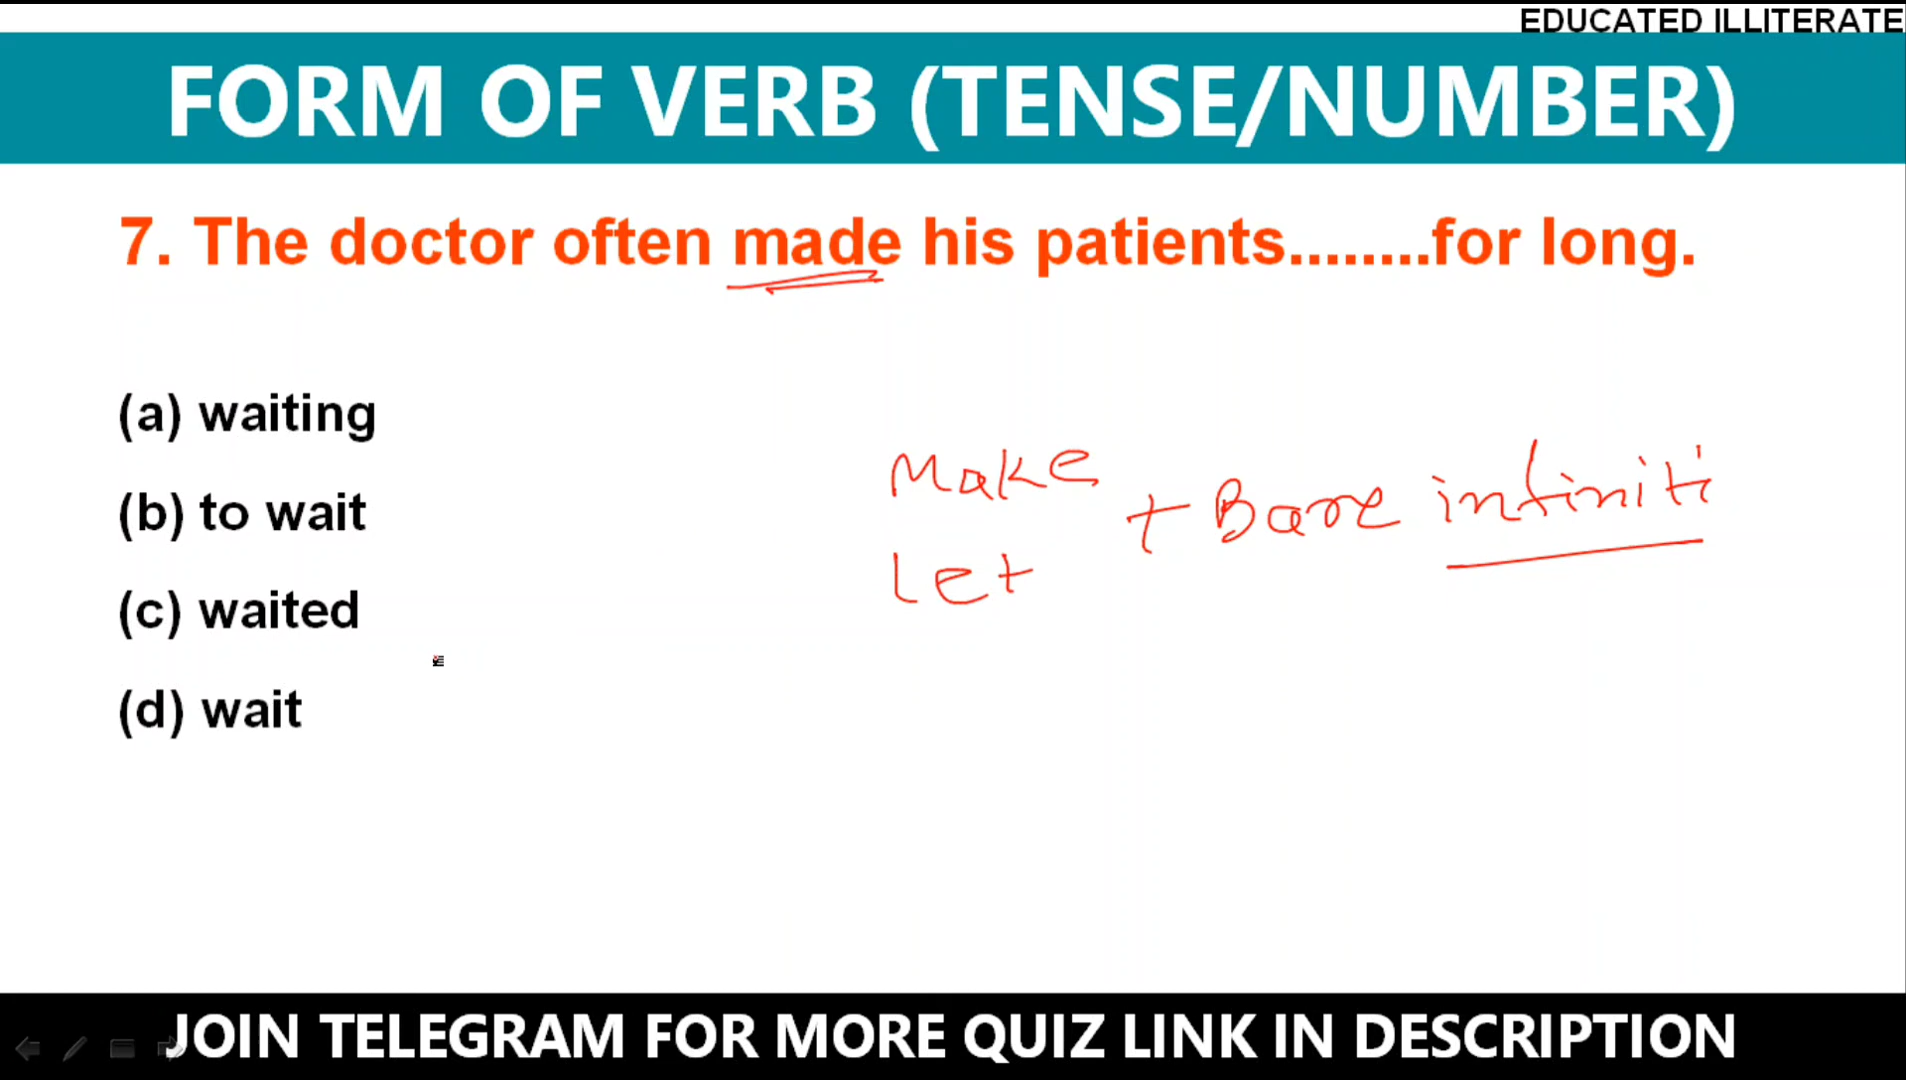 EDUCATED ILLITERATE
FORM OF VERB (TENSE/NUMBER)
7. The doctor often made his patients........for long.
(a) waiting
(b) to wait
(c) waited
(d) wait
Make
Let
+ Bare infiniti
JOIN TELEGRAM FOR MORE QUIZ LINK IN DESCRIPTION